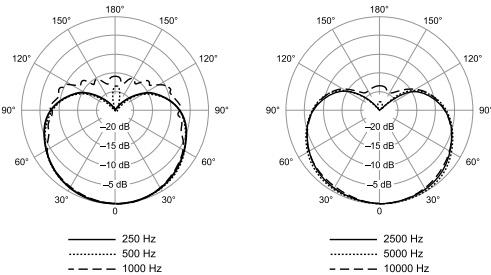 180°
150° 150°
120° 120°
90° 90°
–20 dB
–15 dB
60° 60°
–10 dB
–5 dB
30° 30°
0
250 Hz
500 Hz
1000 Hz
180°
150° 150°
120° 120°
90° 90°
–20 dB
–15 dB
60° 60°
–10 dB
–5 dB
30° 30°
0
2500 Hz
5000 Hz
10000 Hz